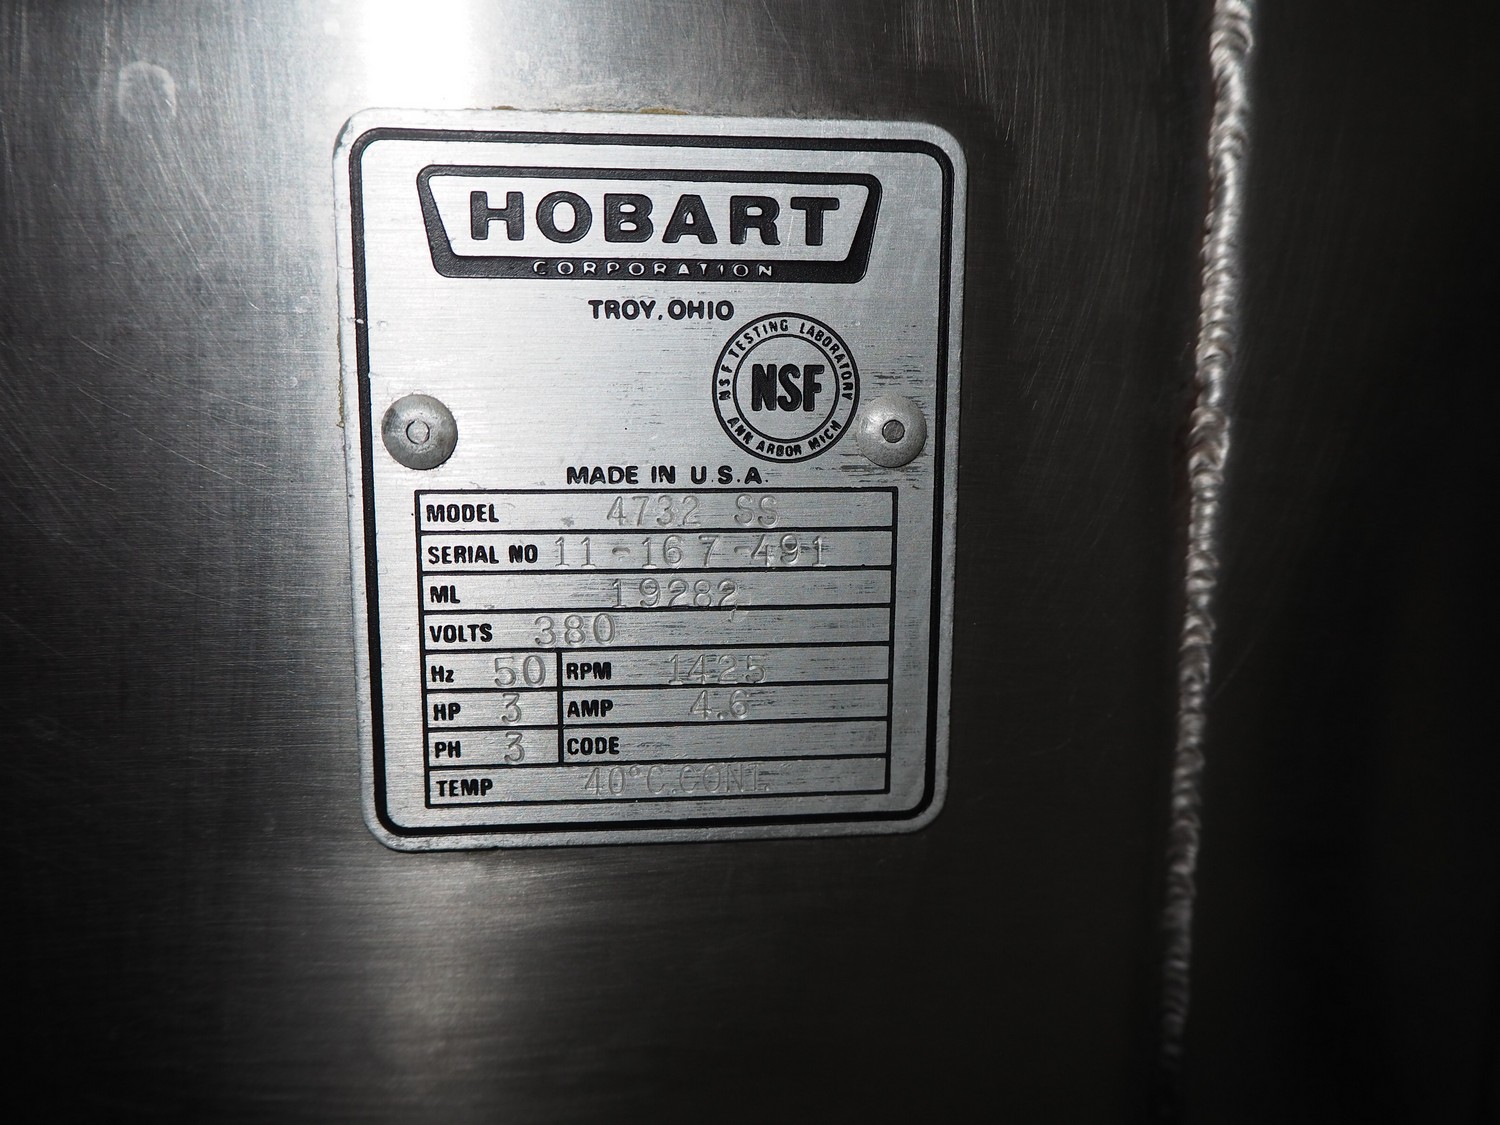 HOBART
CORPORATION
TROY, OHIO
NSF TESTING LABORATORY
NSF
ANN ARBOR MICH
MADE IN U.S.A.
MODEL 4732 SS
SERIAL NO 11-167-491
ML 19282
VOLTS 380
Hz 50 RPM 1425
HP 3 AMP 4.6
PH 3 CODE
TEMP 40°C.CONT.